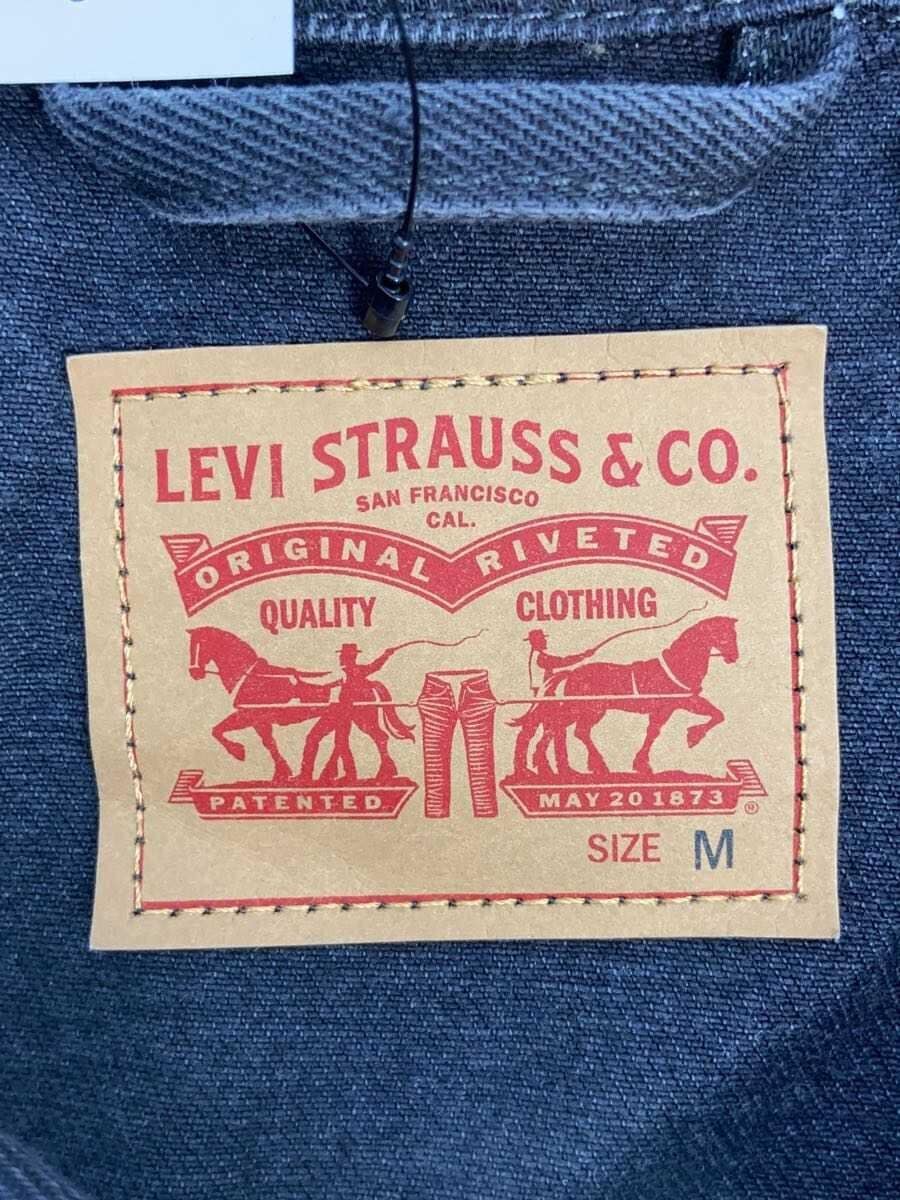 LEVI STRAUSS & CO.
SAN FRANCISCO
CAL.
ORIGINAL RIVETED
QUALITY CLOTHING
PATENTED MAY 20 1873 ®
SIZE M